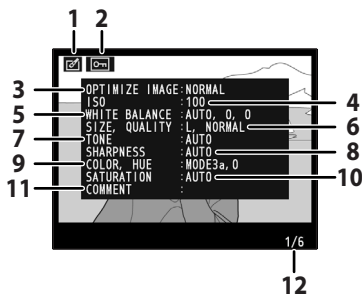 1 2
3 OPTIMIZE IMAGE:NORMAL
ISO :100 4
5 WHITE BALANCE :AUTO, 0, 0
SIZE, QUALITY :L, NORMAL 6
7 TONE :AUTO
SHARPNESS :AUTO 8
9 COLOR, HUE :MODE3a,0
SATURATION :AUTO 10
11 COMMENT :
1/6
12